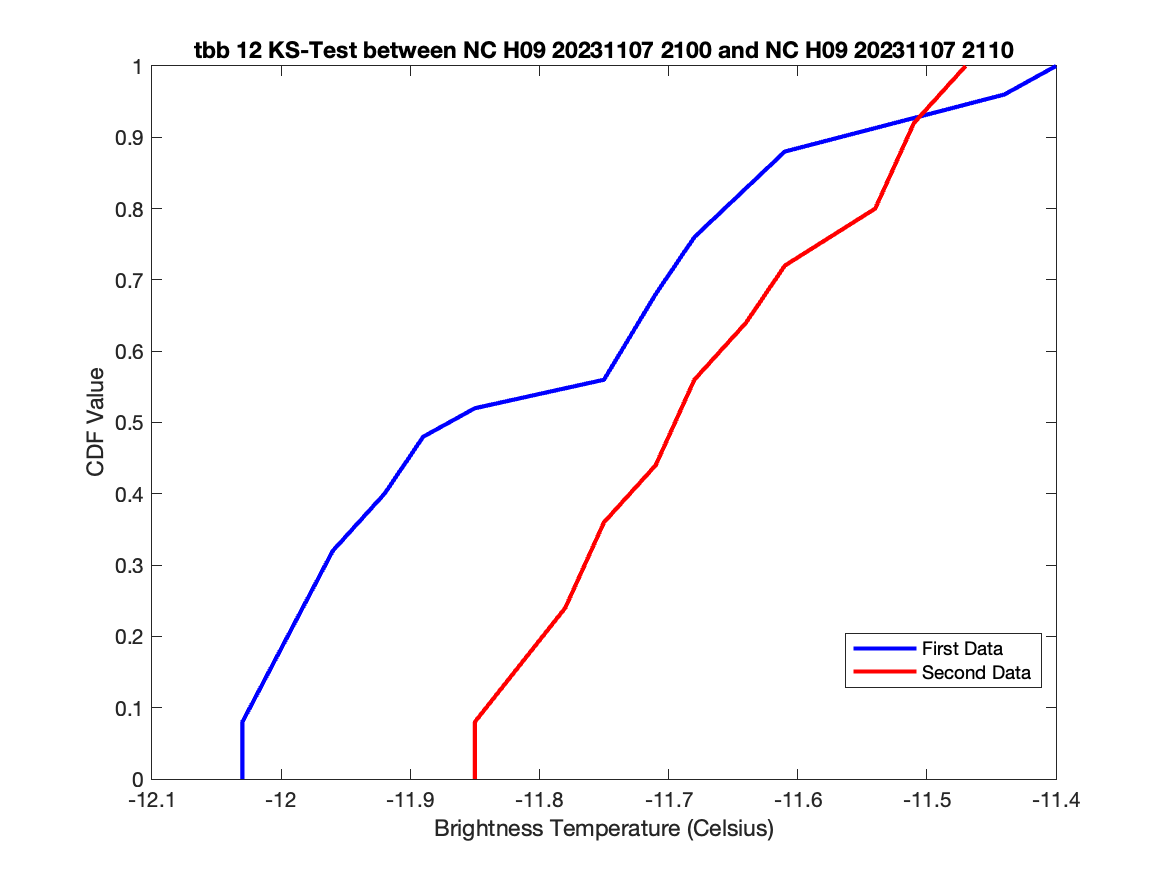 tbb 12 KS-Test between NC H09 20231107 2100 and NC H09 20231107 2110
1
0.9
0.8
0.7
0.6
0.5
0.4
0.3
0.2
0.1
0
CDF Value
First Data
Second Data
-12.1 -12 -11.9 -11.8 -11.7 -11.6 -11.5 -11.4
Brightness Temperature (Celsius)